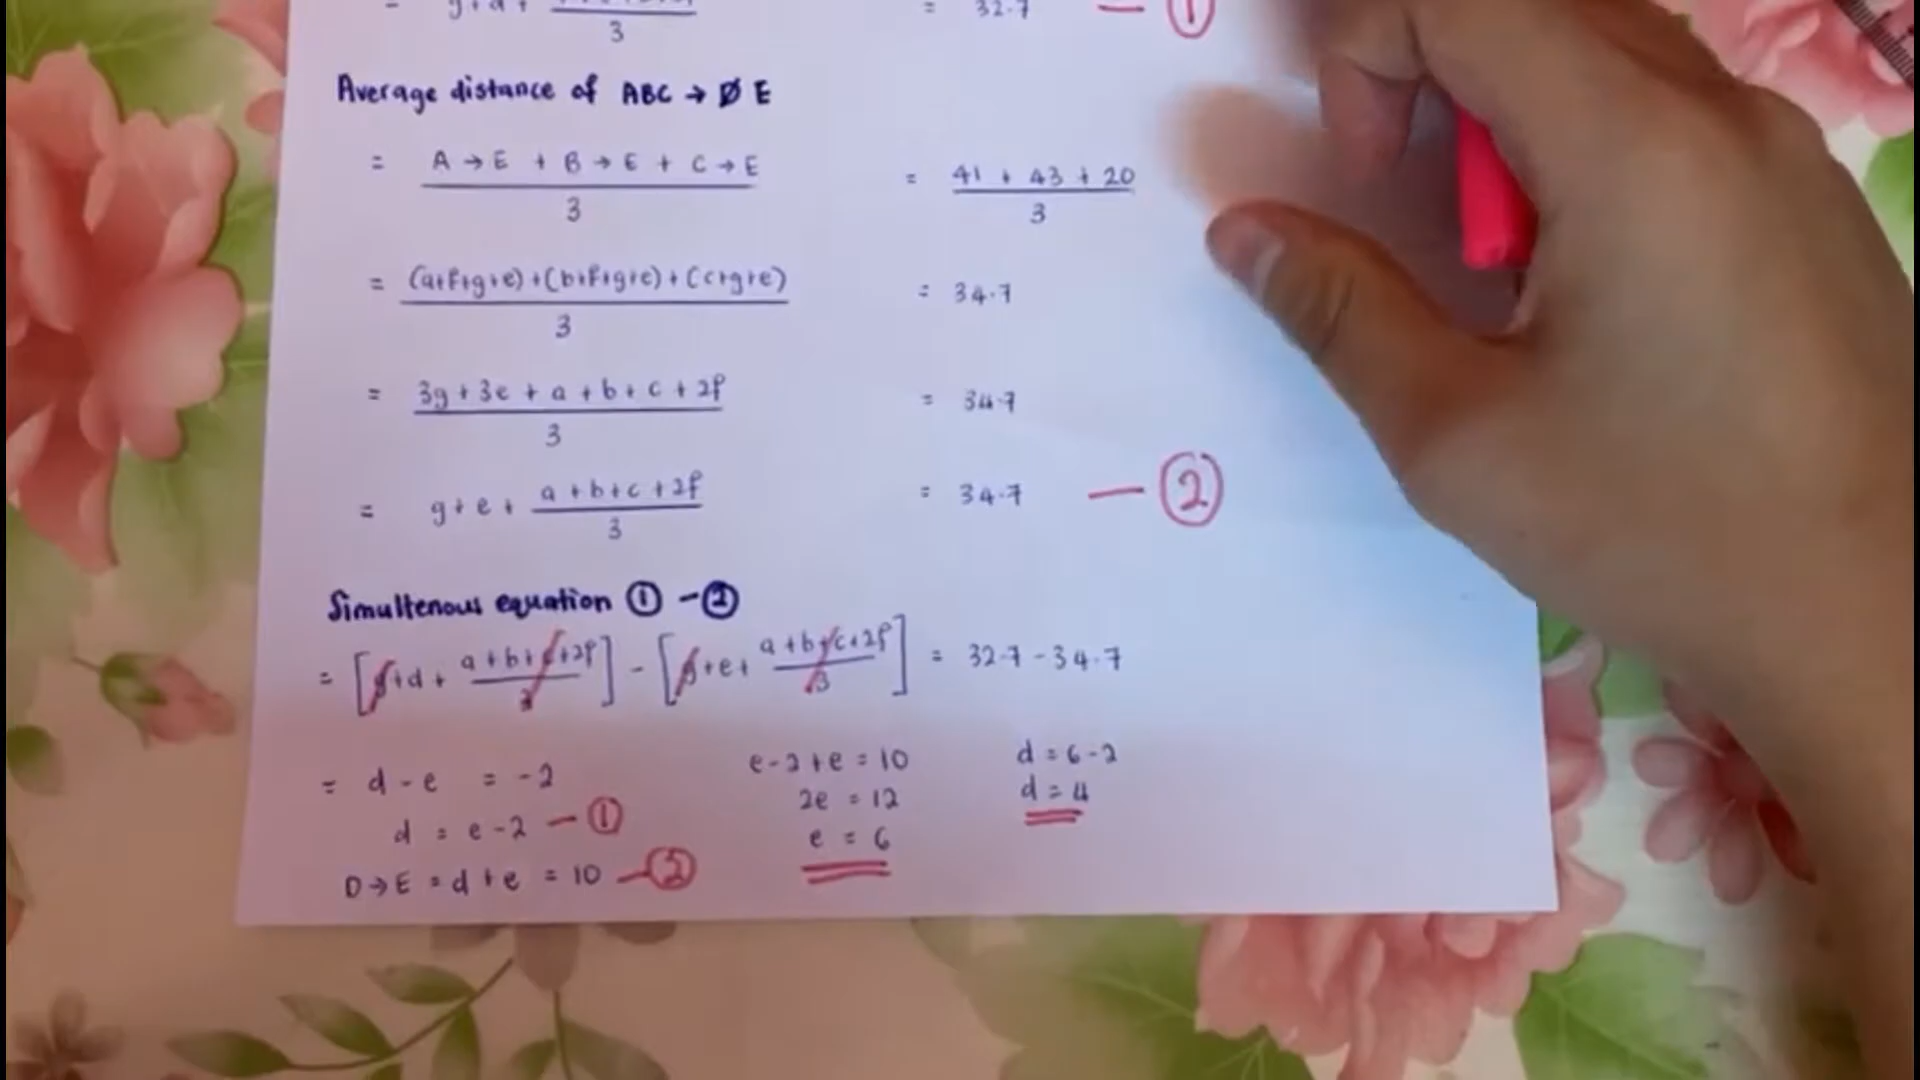 = g+d+ 3 = 32.7 — ①
Average distance of ABC → E
= A → E + B → E + C → E / 3 = 41 + 43 + 20 / 3
= (a+f+g+e) + (b+f+g+e) + (c+g+e) / 3 = 34.7
= 3g + 3e + a + b + c + 2f / 3 = 34.7
= g + e + a + b + c + 2f / 3 = 34.7 — ②
Simultenous equation ① - ②
= [g+d+ a+b+c+2f / 3] - [g+e+ a+b+c+2f / 3] = 32.7 - 34.7
= d - e = -2
d = e - 2 — ①
D → E = d + e = 10 — ②
e - 2 + e = 10
2e = 12
e = 6
d = 6 - 2
d = 4